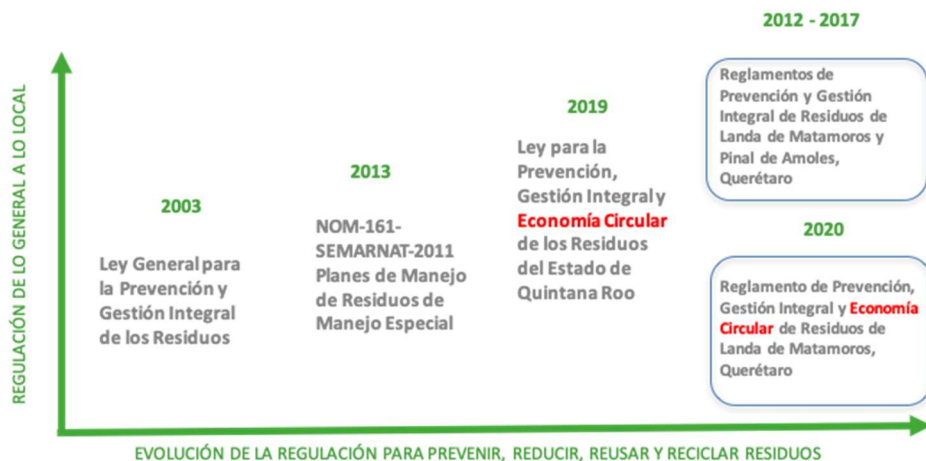 REGULACIÓN DE LO GENERAL A LO LOCAL
2003
Ley General para
la Prevención y
Gestión Integral
de los Residuos
2013
NOM-161-
SEMARNAT-2011
Planes de Manejo
de Residuos de
Manejo Especial
2019
Ley para la
Prevención,
Gestión Integral y
Economía Circular
de los Residuos
del Estado de
Quintana Roo
2012 - 2017
Reglamentos de
Prevención y Gestión
Integral de Residuos de
Landa de Matamoros y
Pinal de Amoles,
Querétaro
2020
Reglamento de Prevención,
Gestión Integral y Economía
Circular de Residuos de
Landa de Matamoros,
Querétaro
EVOLUCIÓN DE LA REGULACIÓN PARA PREVENIR, REDUCIR, REUSAR Y RECICLAR RESIDUOS